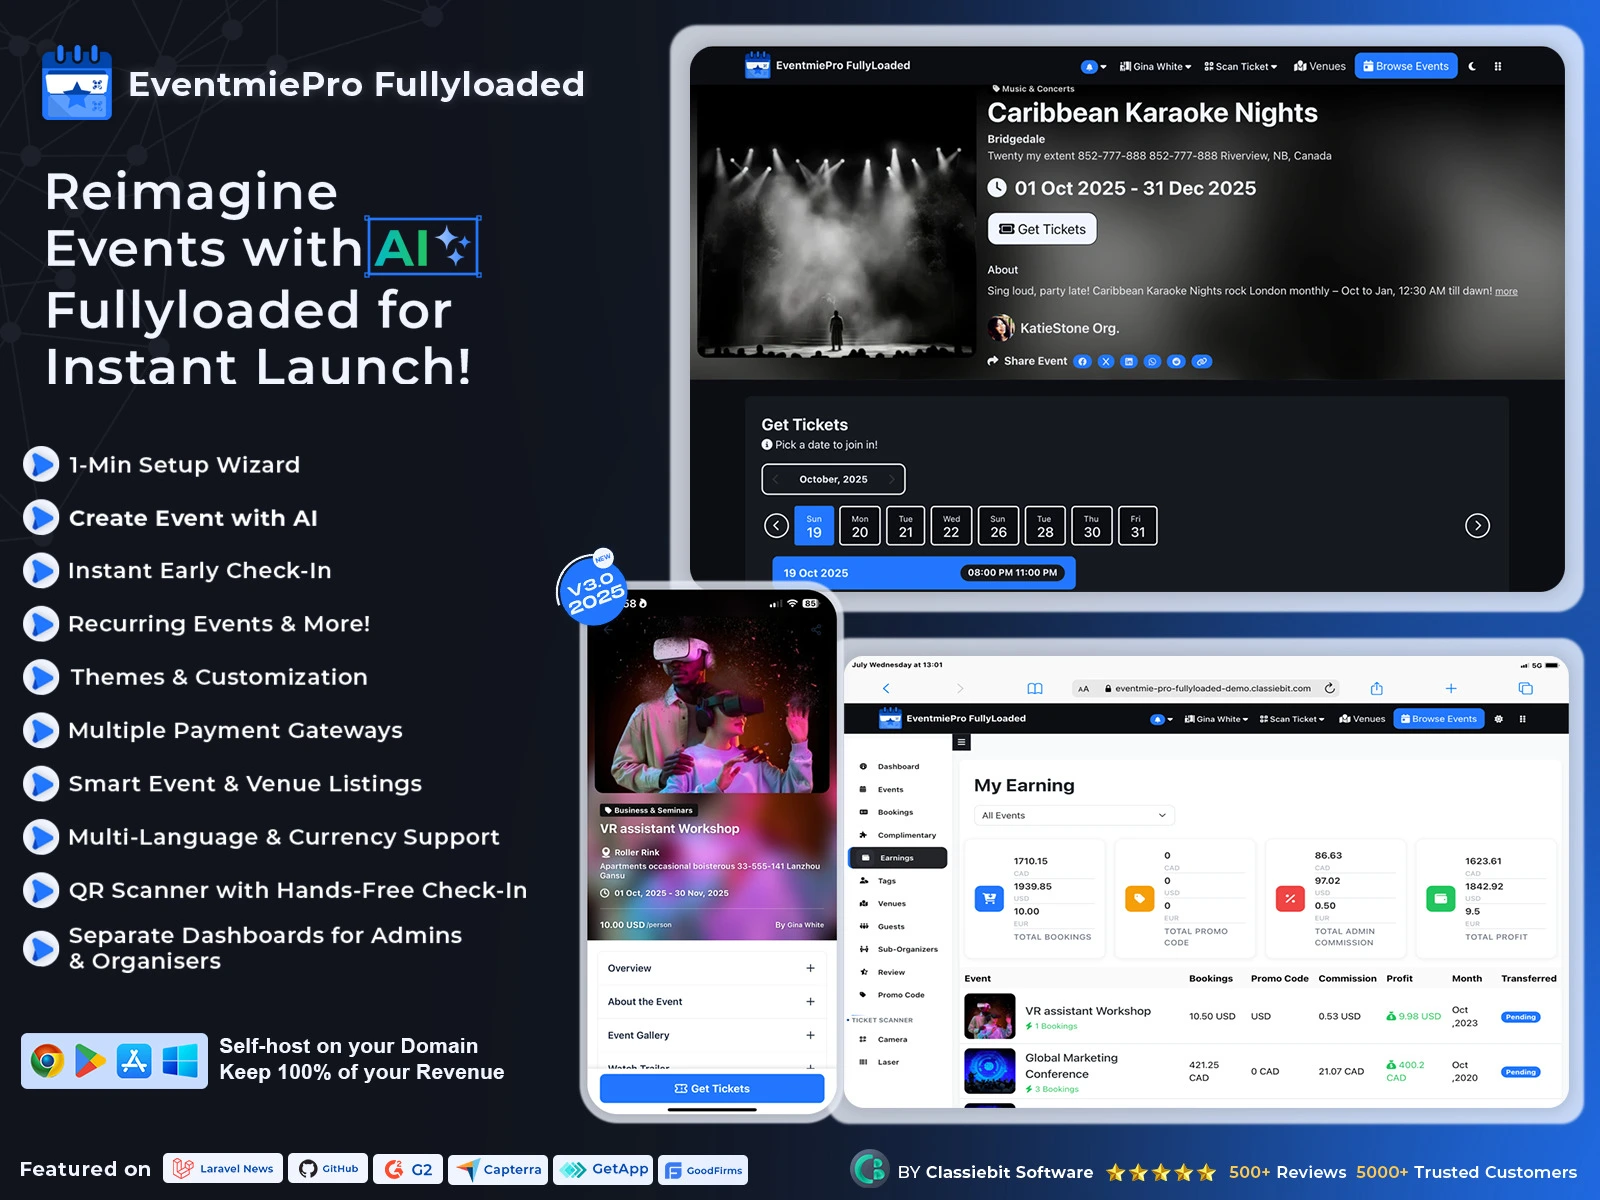 EventmiePro Fullyloaded
Reimagine
Events with AI
Fullyloaded for
Instant Launch!
1-Min Setup Wizard
Create Event with AI
Instant Early Check-In
Recurring Events & More!
Themes & Customization
Multiple Payment Gateways
Smart Event & Venue Listings
Multi-Language & Currency Support
QR Scanner with Hands-Free Check-In
Separate Dashboards for Admins
& Organisers
Self-host on your Domain
Keep 100% of your Revenue
EventmiePro FullyLoaded
Gina White
Scan Ticket
Venues
Browse Events
Music & Concerts
Caribbean Karaoke Nights
Bridgedale
Twenty my extent 852-777-888 852-777-888 Riverview, NB, Canada
01 Oct 2025 - 31 Dec 2025
Get Tickets
About
Sing loud, party late! Caribbean Karaoke Nights rock London monthly – Oct to Jan, 12:30 AM till dawn! more
KatieStone Org.
Share Event
Get Tickets
Pick a date to join in!
October, 2025
Sun Mon Tue Wed Sun Tue Thu Fri
19 20 21 22 26 28 30 31
19 Oct 2025 08:00 PM 11:00 PM
NEW
V3.0
2025
58 85
Business & Seminars
VR assistant Workshop
Roller Rink
Apartments occasional boisterous 33-555-141 Lanzhou
Gansu
01 Oct, 2025 - 30 Nov, 2025
10.00 USD /person By Gina White
Overview +
About the Event +
Event Gallery +
Watch Trailer +
Get Tickets
July Wednesday at 13:01 5G
AA eventmie-pro-fullyloaded-demo.classiebit.com
EventmiePro FullyLoaded Gina White Scan Ticket Venues Browse Events
Dashboard
Events
Bookings
Complimentary
Earnings
Tags
Venues
Guests
Sub-Organizers
Review
Promo Code
TICKET SCANNER
Camera
Laser
My Earning
All Events
1710.15
CAD
1939.85
USD
10.00
EUR
TOTAL BOOKINGS
0
CAD
0
USD
0
EUR
TOTAL PROMO
CODE
86.63
CAD
97.02
USD
0.50
EUR
TOTAL ADMIN
COMMISSION
1623.61
CAD
1842.92
USD
9.5
EUR
TOTAL PROFIT
Event Bookings Promo Code Commission Profit Month Transferred
VR assistant Workshop 10.50 USD USD 0.53 USD 9.98 USD Oct ,2023 Pending
1 Bookings
Global Marketing Conference 421.25 CAD 0 CAD 21.07 CAD 400.2 CAD Oct ,2020 Pending
3 Bookings
Featured on Laravel News GitHub G2 Capterra GetApp GoodFirms
BY Classiebit Software 500+ Reviews 5000+ Trusted Customers